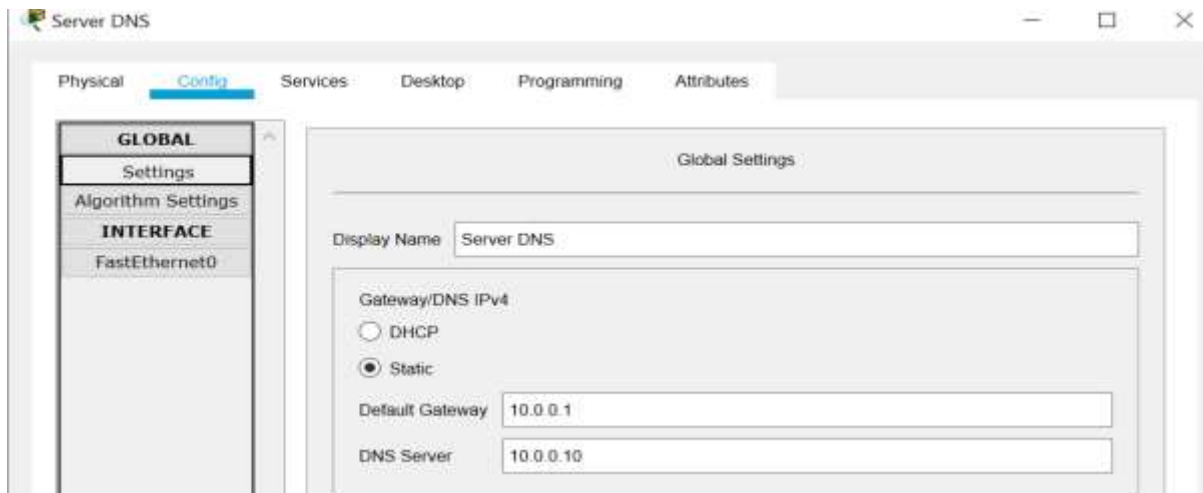 Server DNS
Physical Config Services Desktop Programming Attributes
GLOBAL
Settings
Algorithm Settings
INTERFACE
FastEthernet0
Global Settings
Display Name Server DNS
Gateway/DNS IPv4
DHCP
Static
Default Gateway 10.0.0.1
DNS Server 10.0.0.10